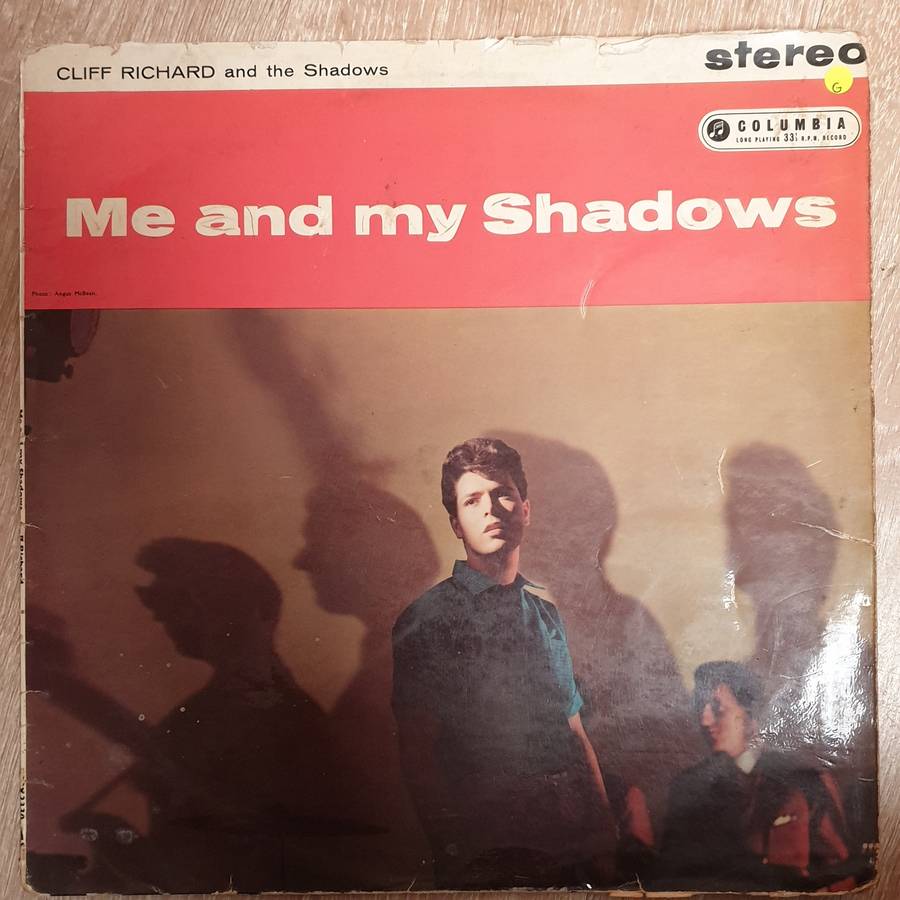 CLIFF RICHARD and the Shadows
stereo
G
COLUMBIA
LONG PLAYING 33⅓ R.P.M. RECORD
Me and my Shadows
Photo: Angus McBean.